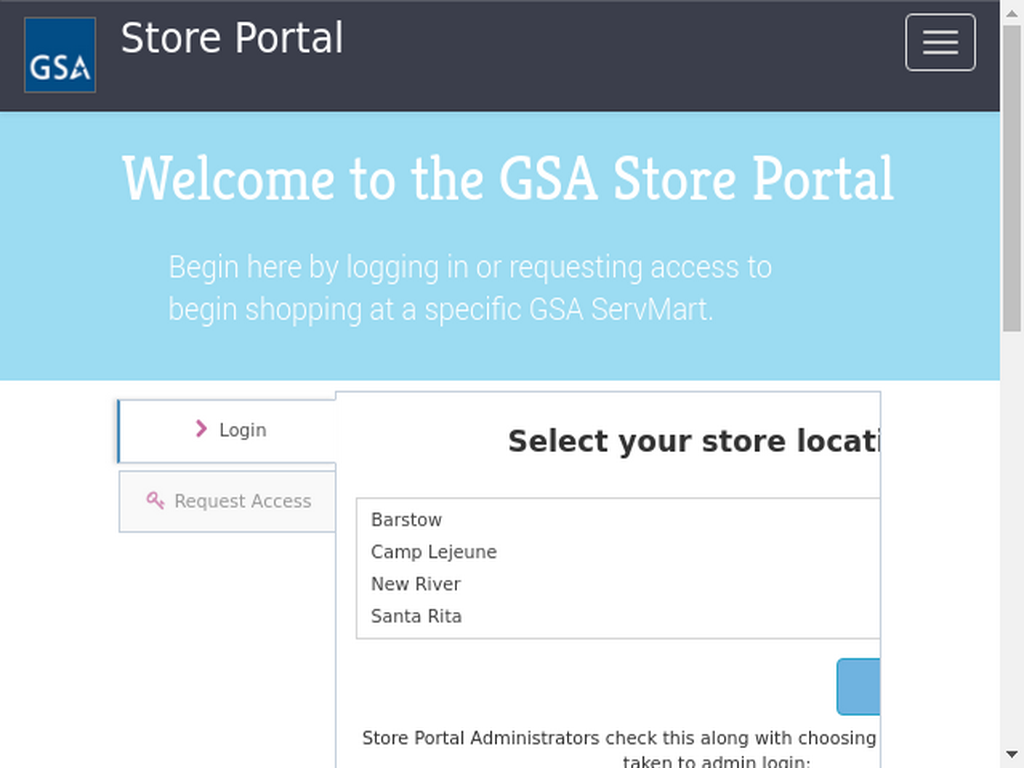 GSA
Store Portal
Welcome to the GSA Store Portal
Begin here by logging in or requesting access to
begin shopping at a specific GSA ServMart.
Login
Request Access
Select your store locati
Barstow
Camp Lejeune
New River
Santa Rita
Store Portal Administrators check this along with choosing
taken to admin login: